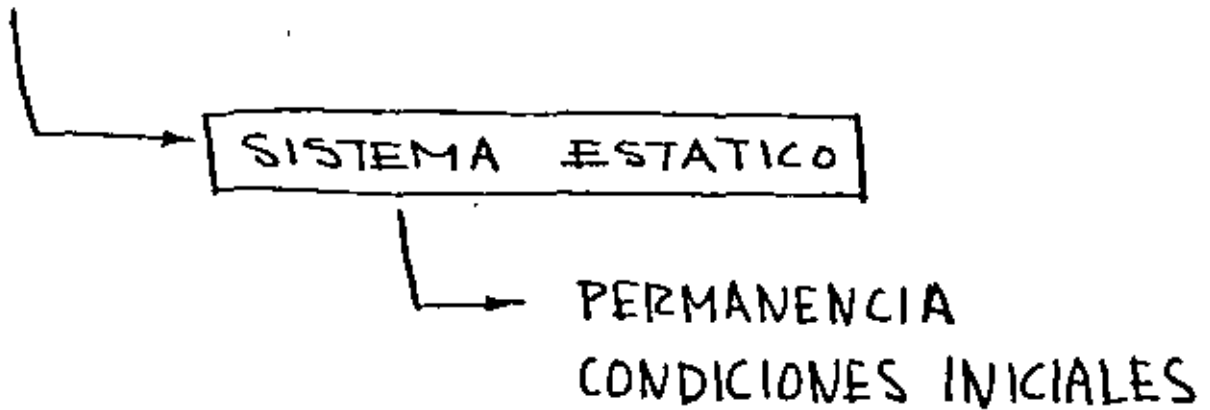 SISTEMA ESTATICO
PERMANENCIA
CONDICIONES INICIALES